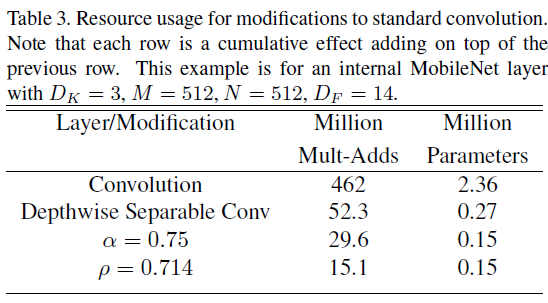 Table 3. Resource usage for modifications to standard convolution.
Note that each row is a cumulative effect adding on top of the
previous row. This example is for an internal MobileNet layer
with D_K = 3, M = 512, N = 512, D_F = 14.
Layer/Modification Million Million
Mult-Adds Parameters
Convolution 462 2.36
Depthwise Separable Conv 52.3 0.27
α = 0.75 29.6 0.15
ρ = 0.714 15.1 0.15